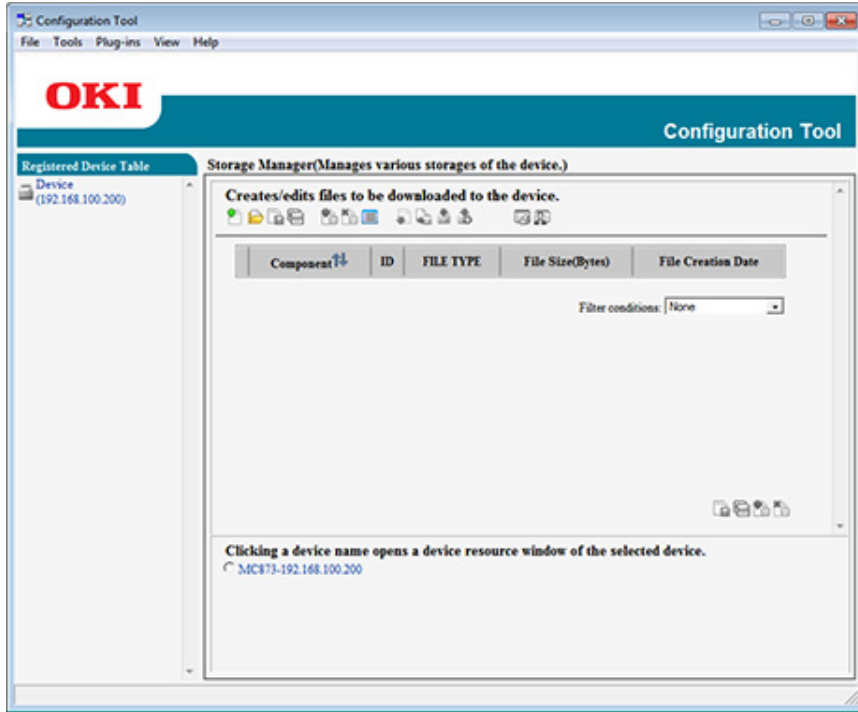 Configuration Tool
File Tools Plug-ins View Help
OKI
Configuration Tool
Registered Device Table
Device
(192.168.100.200)
Storage Manager(Manages various storages of the device.)
Creates/edits files to be downloaded to the device.
Component ID FILE TYPE File Size(Bytes) File Creation Date
Filter conditions: None
Clicking a device name opens a device resource window of the selected device.
MC873-192.168.100.200